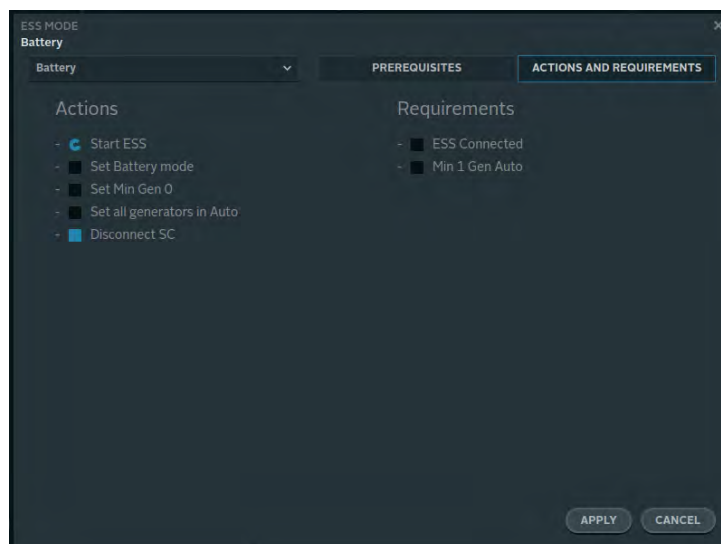 ESS MODE
Battery
Battery
PREREQUISITES
ACTIONS AND REQUIREMENTS
Actions
- Start ESS
- Set Battery mode
- Set Min Gen 0
- Set all generators in Auto
- Disconnect SC
Requirements
- ESS Connected
- Min 1 Gen Auto
APPLY
CANCEL